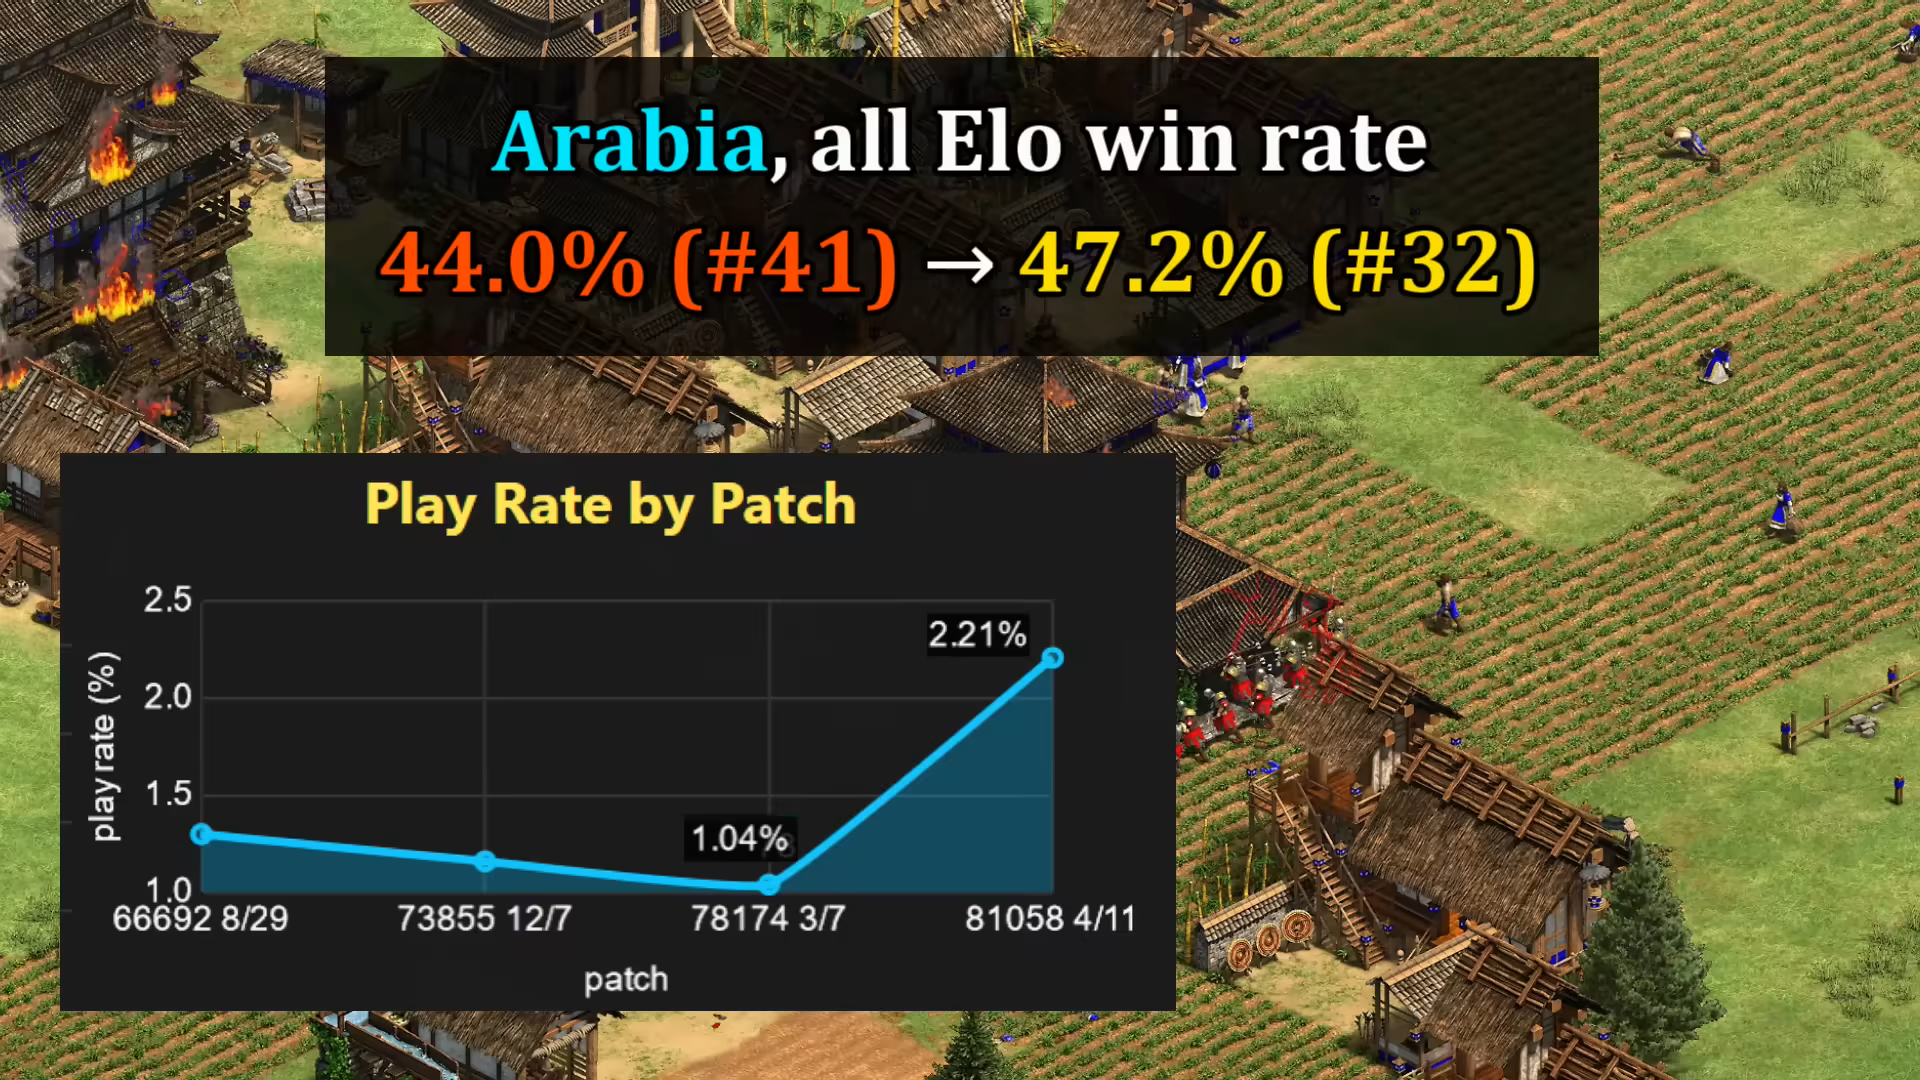 Arabia, all Elo win rate
44.0% (#41) → 47.2% (#32)
Play Rate by Patch
2.5
2.21%
2.0
play rate (%)
1.5
1.04%
1.0
66692 8/29 73855 12/7 78174 3/7 81058 4/11
patch